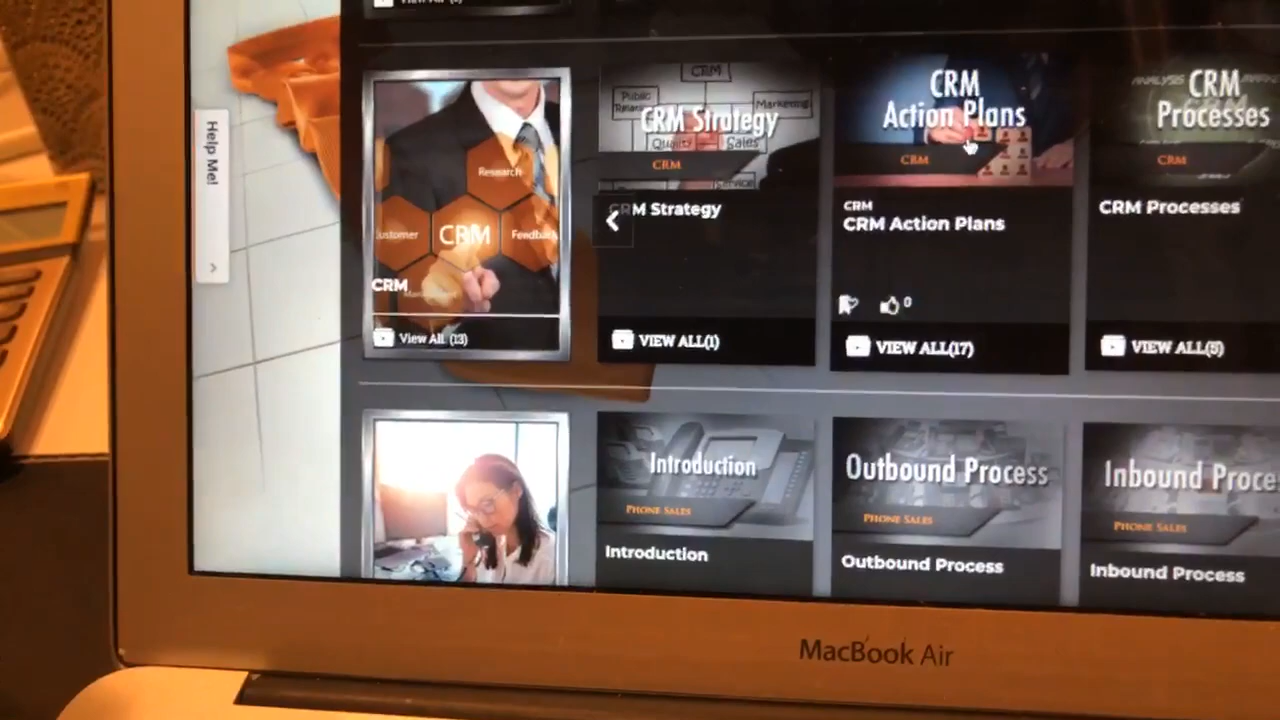 Help Me!
CRM
Public
Marketing
CRM Strategy
Quality
Sales
CRM
Service
CRM Strategy
VIEW ALL(1)
Research
Customer
CRM
Feedback
CRM
View All (13)
CRM
Action Plans
CRM
CRM
CRM Action Plans
0
VIEW ALL(17)
ANALYSIS
CRM
Processes
CRM
CRM Processes
VIEW ALL(5)
Introduction
PHONE SALES
Introduction
Outbound Process
PHONE SALES
Outbound Process
Inbound Proce
PHONE SALES
Inbound Process
MacBook Air